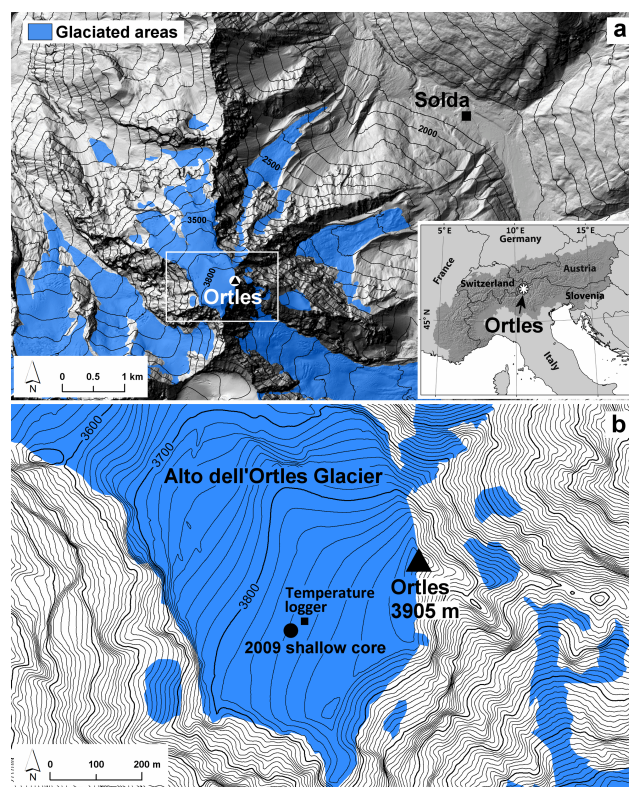 Glaciated areas
a
Solda
2000
2500
3500
3800
Ortles
N
0 0.5 1 km
5° E 10° E 15° E
Germany
France
Austria
Switzerland
Slovenia
Ortles
45° N
Italy
b
3600
3700
Alto dell'Ortles Glacier
Ortles
3905 m
3800
Temperature
logger
2009 shallow core
N
0 100 200 m